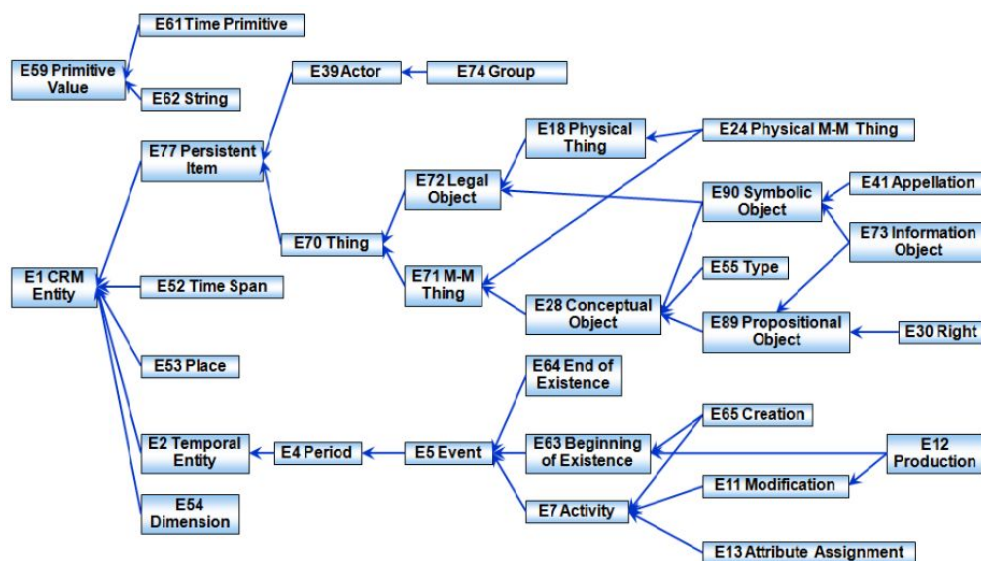 E61 Time Primitive
E59 Primitive
Value
E62 String
E39 Actor
E74 Group
E77 Persistent
Item
E18 Physical
Thing
E24 Physical M-M Thing
E72 Legal
Object
E90 Symbolic
Object
E41 Appellation
E73 Information
Object
E70 Thing
E71 M-M
Thing
E55 Type
E1 CRM
Entity
E52 Time Span
E28 Conceptual
Object
E89 Propositional
Object
E30 Right
E53 Place
E64 End of
Existence
E65 Creation
E2 Temporal
Entity
E4 Period
E5 Event
E63 Beginning
of Existence
E12
Production
E11 Modification
E54
Dimension
E7 Activity
E13 Attribute Assignment